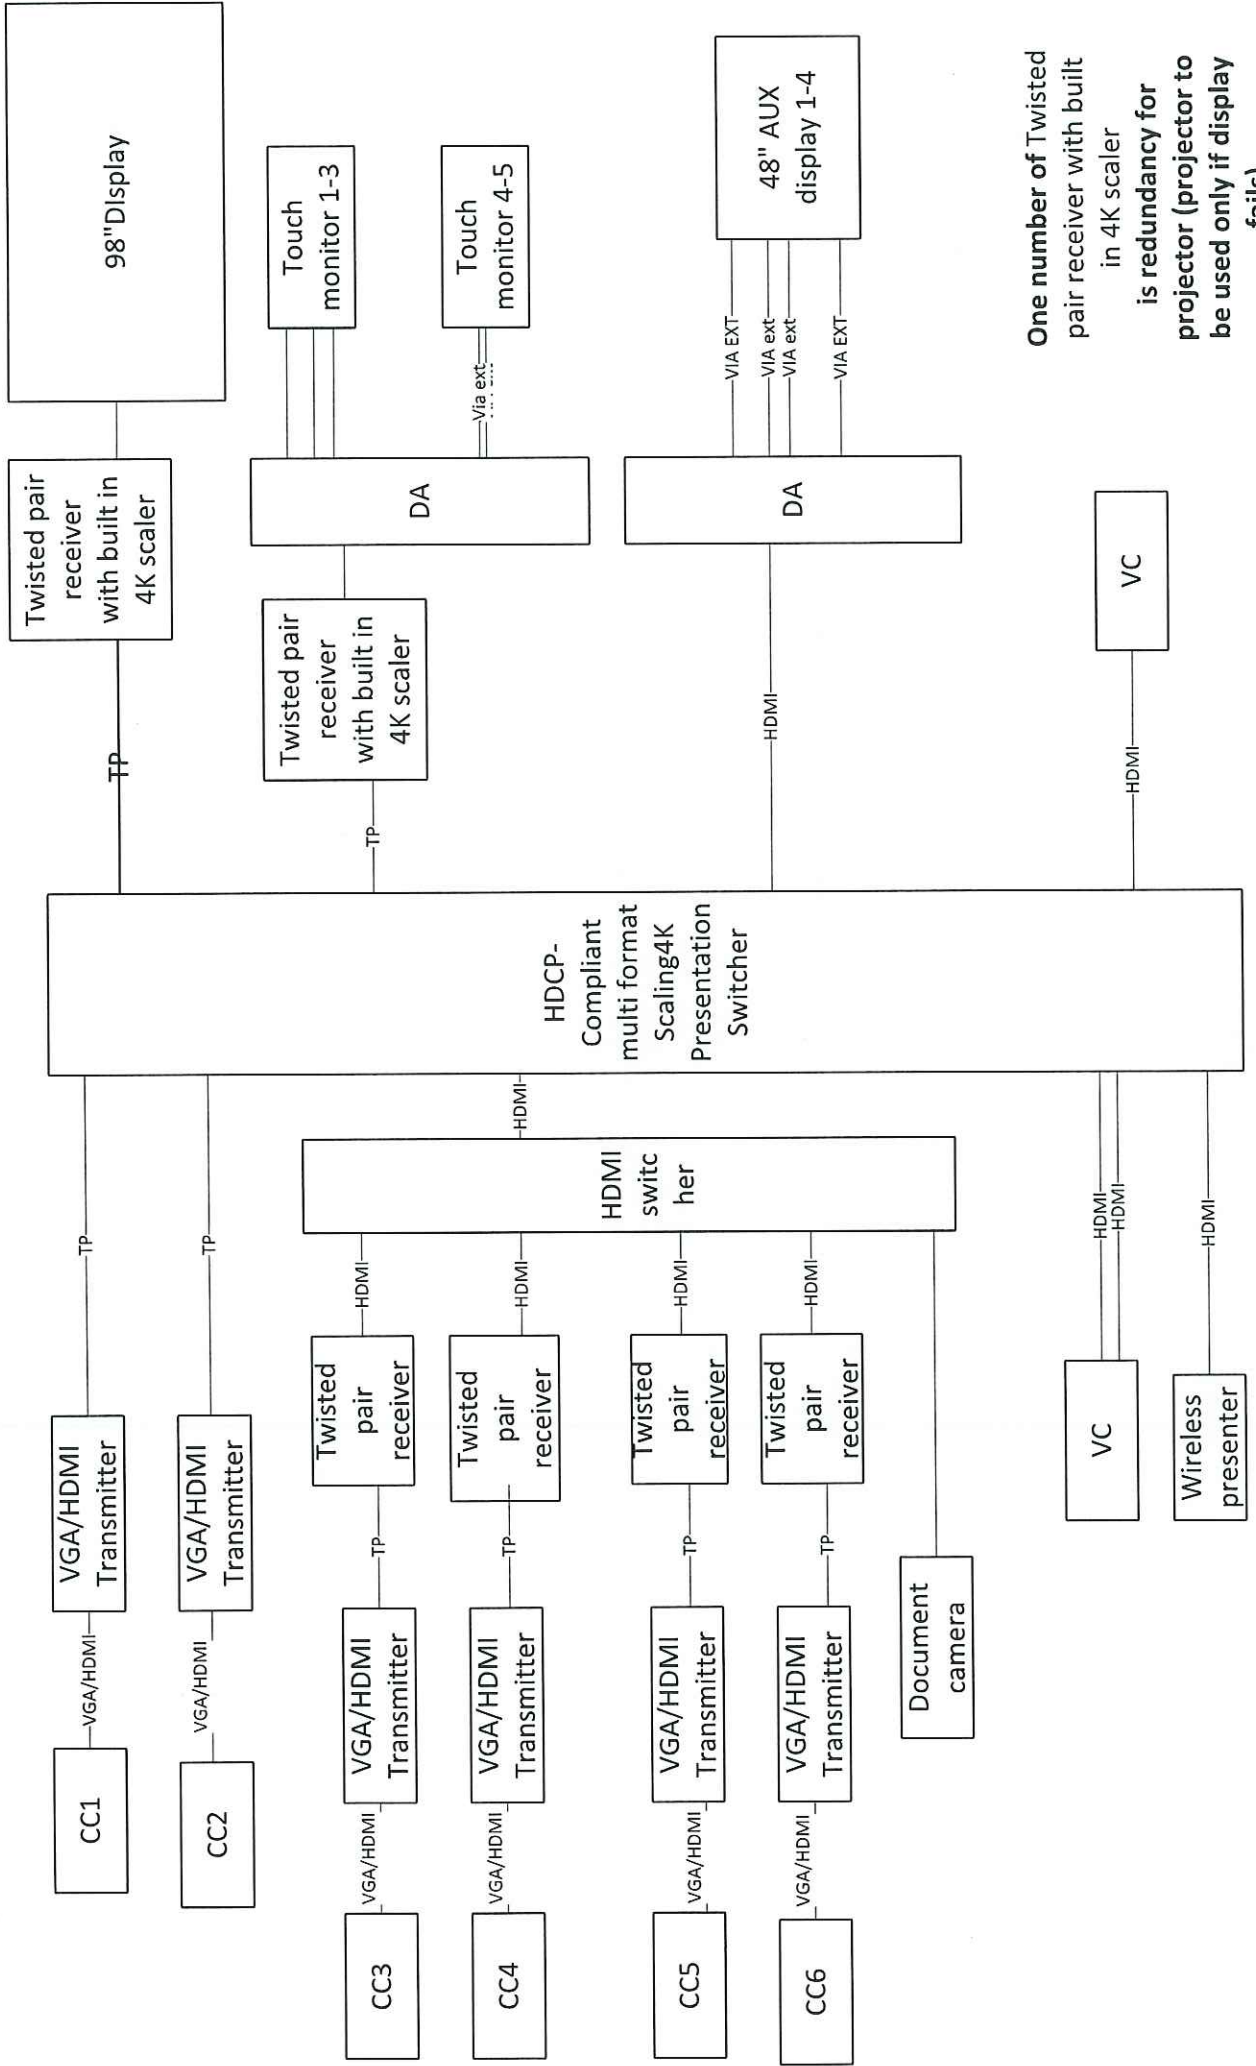 CC1
VGA/HDMI
VGA/HDMI
Transmitter
TP
CC2
VGA/HDMI
VGA/HDMI
Transmitter
TP
CC3
VGA/HDMI
VGA/HDMI
Transmitter
TP
Twisted
pair
receiver
HDMI
CC4
VGA/HDMI
VGA/HDMI
Transmitter
TP
Twisted
pair
receiver
HDMI
CC5
VGA/HDMI
VGA/HDMI
Transmitter
TP
Twisted
pair
receiver
HDMI
CC6
VGA/HDMI
VGA/HDMI
Transmitter
TP
Twisted
pair
receiver
HDMI
Document
camera
HDMI
switc
her
HDMI
VC
HDMI
HDMI
Wireless
presenter
HDMI
HDCP-
Compliant
multi format
Scaling4K
Presentation
Switcher
TP
Twisted pair
receiver
with built in
4K scaler
98"DIsplay
TP
Twisted pair
receiver
with built in
4K scaler
DA
Touch
monitor 1-3
Via ext
Touch
monitor 4-5
HDMI
DA
VIA EXT
VIA ext
VIA ext
VIA EXT
48" AUX
display 1-4
HDMI
VC
One number of Twisted
pair receiver with built
in 4K scaler
is redundancy for
projector (projector to
be used only if display
fails)